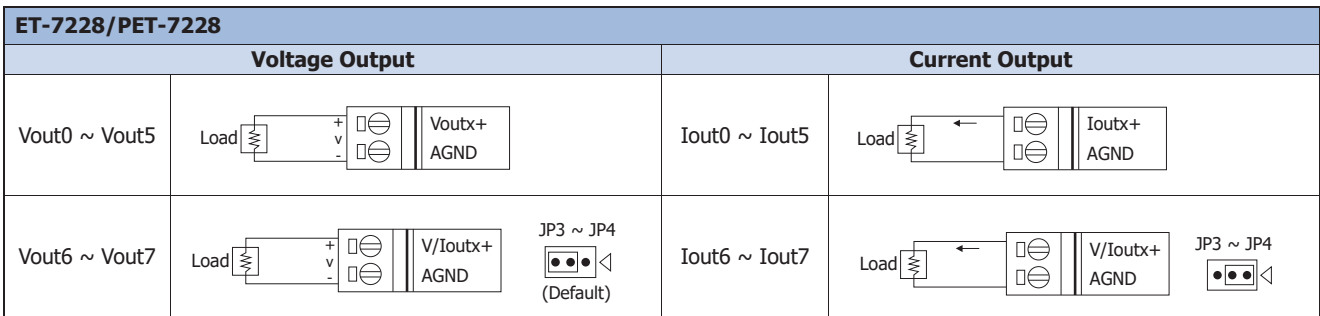 ET-7228/PET-7228
Voltage Output
Current Output
Vout0 ~ Vout5
Load
+
v
-
Voutx+
AGND
Iout0 ~ Iout5
Load
Ioutx+
AGND
Vout6 ~ Vout7
Load
+
v
-
V/Ioutx+
AGND
JP3 ~ JP4
(Default)
Iout6 ~ Iout7
Load
V/Ioutx+
AGND
JP3 ~ JP4